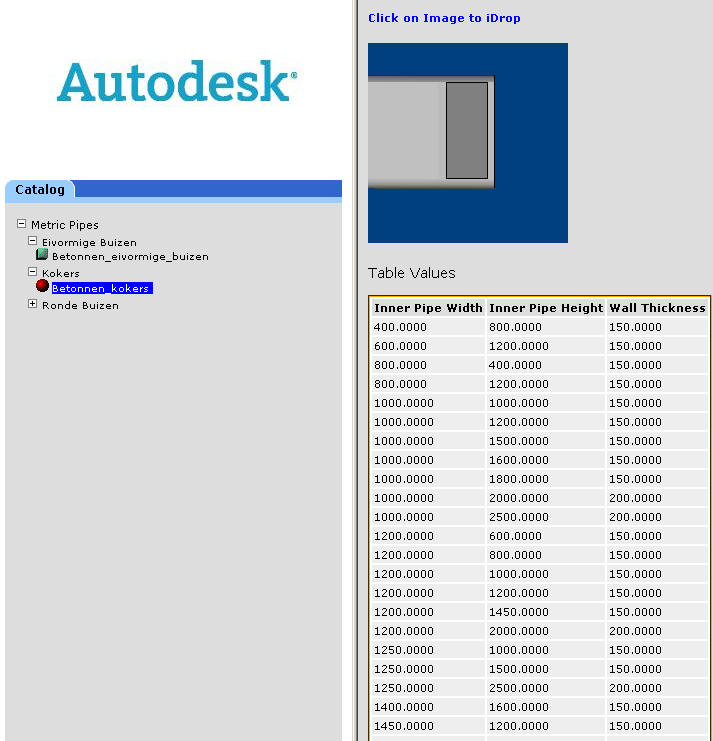 Autodesk®
Catalog
Metric Pipes
Eivormige Buizen
Betonnen_eivormige_buizen
Kokers
Betonnen_kokers
Ronde Buizen
Click on Image to iDrop
Table Values
Inner Pipe Width Inner Pipe Height Wall Thickness
400.0000 800.0000 150.0000
600.0000 1200.0000 150.0000
800.0000 400.0000 150.0000
800.0000 1200.0000 150.0000
1000.0000 1000.0000 150.0000
1000.0000 1200.0000 150.0000
1000.0000 1500.0000 150.0000
1000.0000 1600.0000 150.0000
1000.0000 1800.0000 150.0000
1000.0000 2000.0000 200.0000
1000.0000 2500.0000 200.0000
1200.0000 600.0000 150.0000
1200.0000 800.0000 150.0000
1200.0000 1000.0000 150.0000
1200.0000 1200.0000 150.0000
1200.0000 1450.0000 150.0000
1200.0000 2000.0000 200.0000
1250.0000 1000.0000 150.0000
1250.0000 1500.0000 150.0000
1250.0000 2500.0000 200.0000
1400.0000 1600.0000 150.0000
1450.0000 1200.0000 150.0000